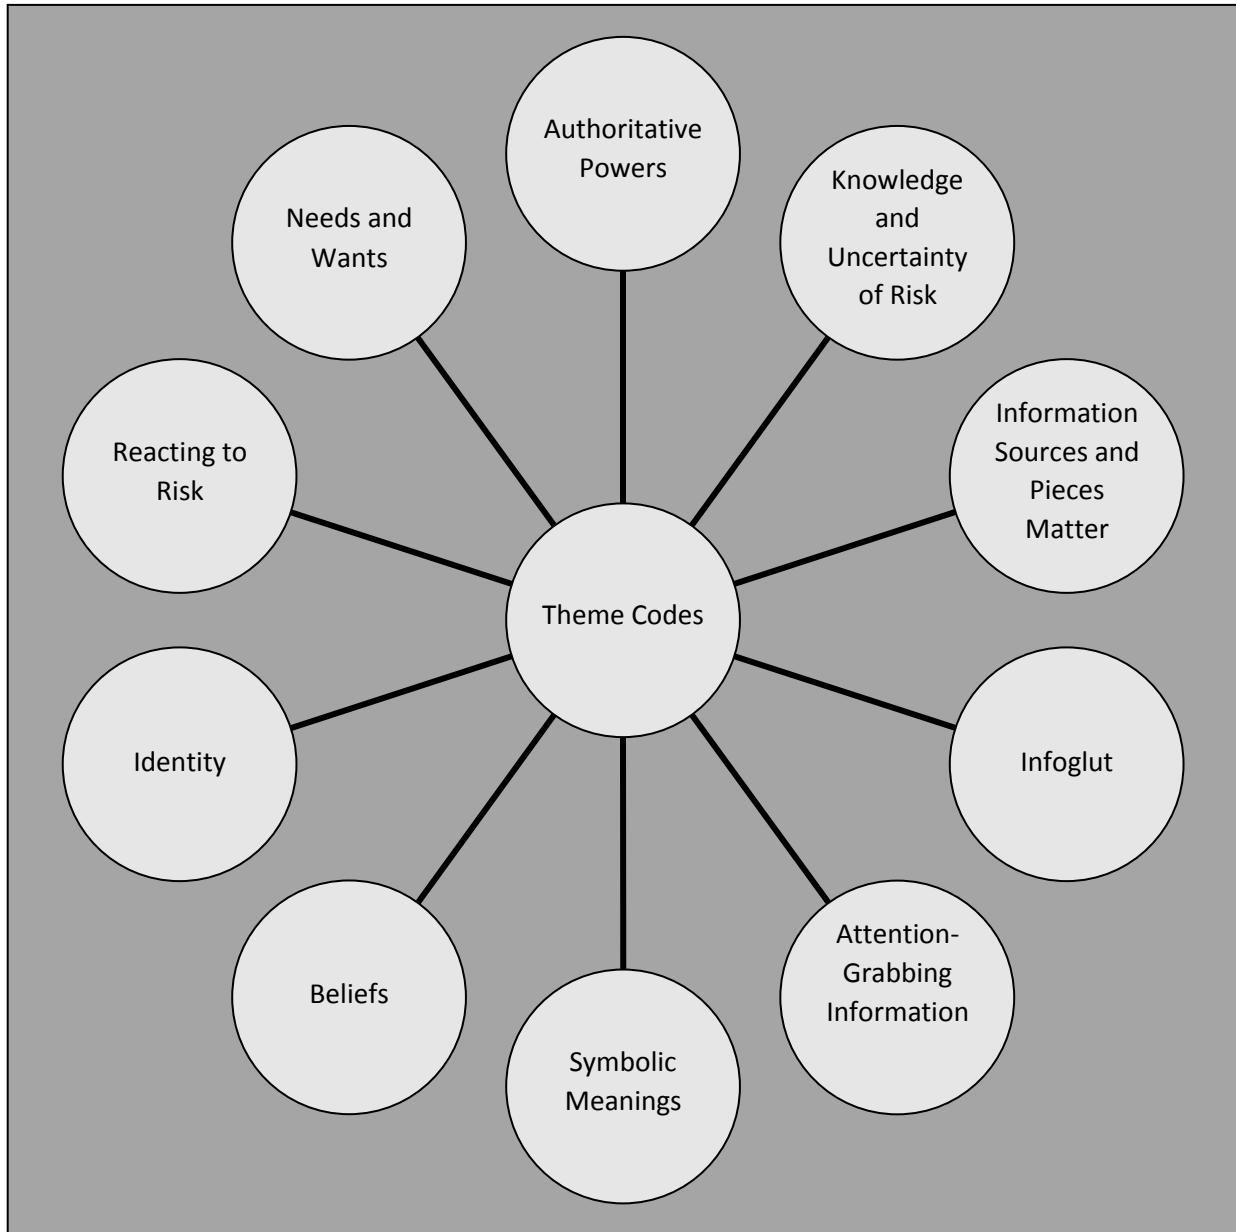 Authoritative
Powers
Knowledge
and
Uncertainty
of Risk
Information
Sources and
Pieces
Matter
Infoglut
Attention-
Grabbing
Information
Symbolic
Meanings
Beliefs
Identity
Reacting to
Risk
Needs and
Wants
Theme Codes